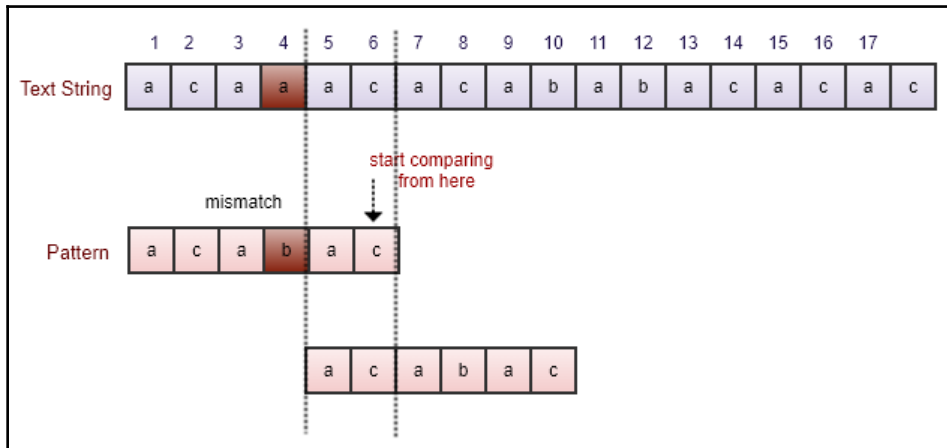 1 2 3 4 5 6 7 8 9 10 11 12 13 14 15 16 17
Text String a c a a a c a c a b a b a c a c a c
start comparing
from here
mismatch
Pattern a c a b a c
a c a b a c